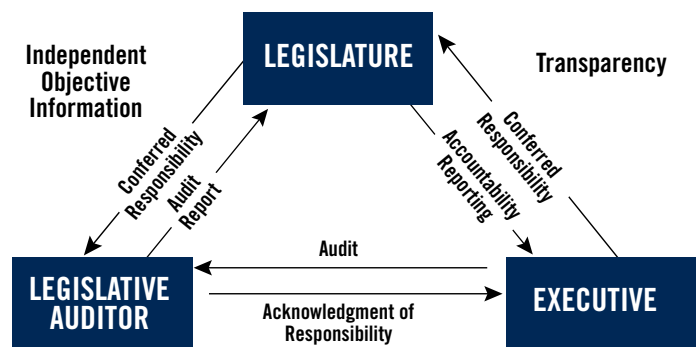 LEGISLATURE
Independent
Objective
Information
Transparency
Conferred
Responsibility
Audit
Report
Accountability
Reporting
Conferred
Responsibility
Audit
LEGISLATIVE
AUDITOR
EXECUTIVE
Acknowledgment of
Responsibility